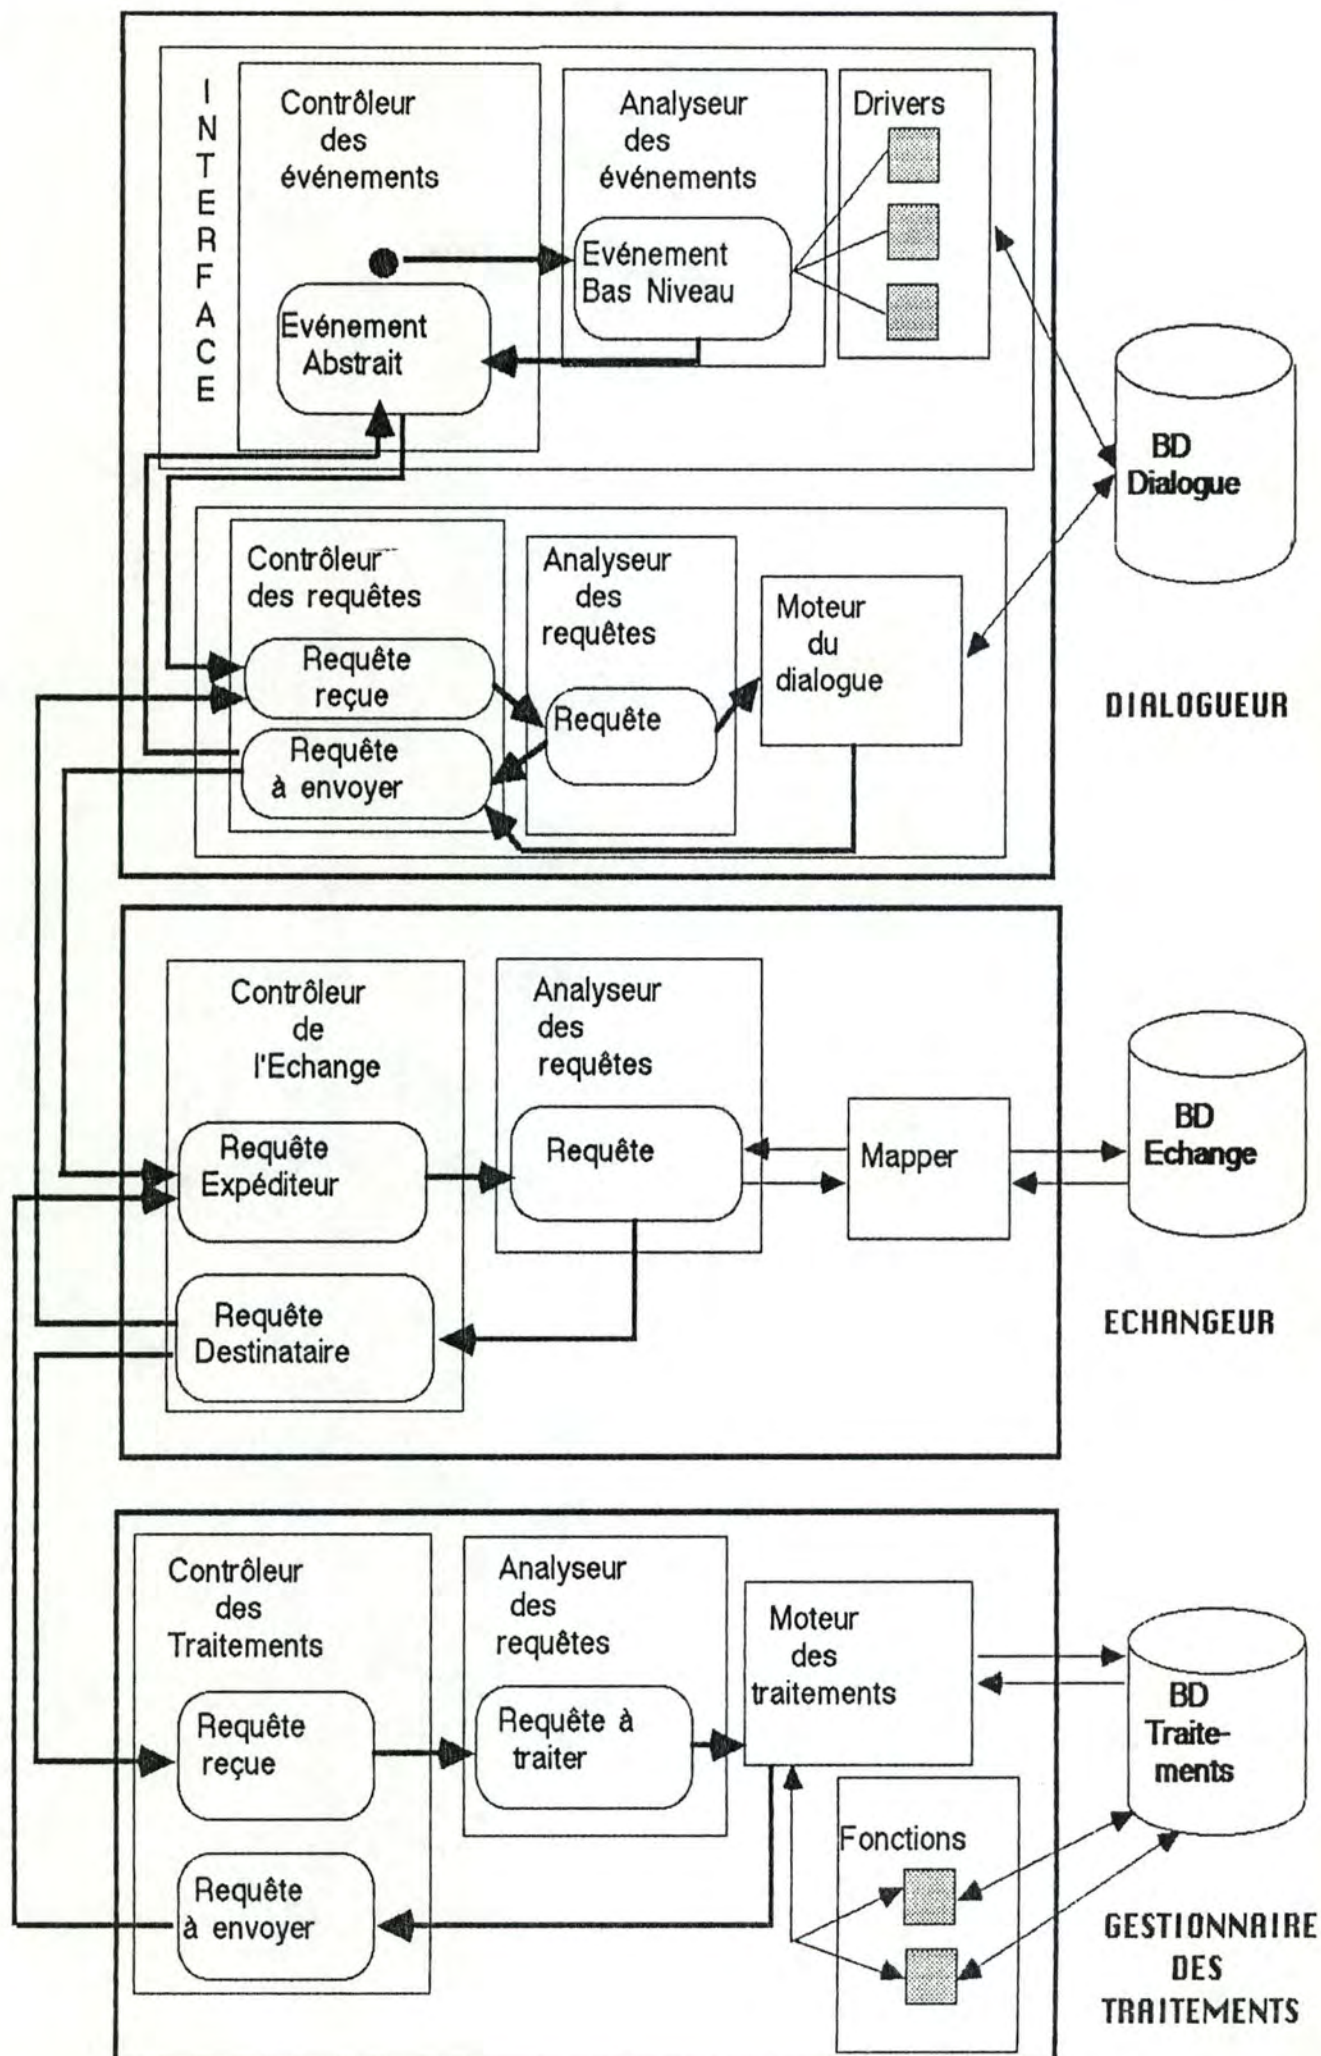 INTERFACE
Contrôleur
des
événements
Analyseur
des
événements
Drivers
Evénement
Bas Niveau
Evénement
Abstrait
BD
Dialogue
Contrôleur
des requêtes
Analyseur
des
requêtes
Moteur
du
dialogue
Requête
reçue
Requête
Requête
à envoyer
DIALOGUEUR
Contrôleur
de
l'Echange
Analyseur
des
requêtes
Requête
Expéditeur
Requête
Mapper
BD
Echange
Requête
Destinataire
ECHANGEUR
Contrôleur
des
Traitements
Analyseur
des
requêtes
Moteur
des
traitements
BD
Traite-
ments
Requête
reçue
Requête à
traiter
Fonctions
Requête
à envoyer
GESTIONNAIRE
DES
TRAITEMENTS